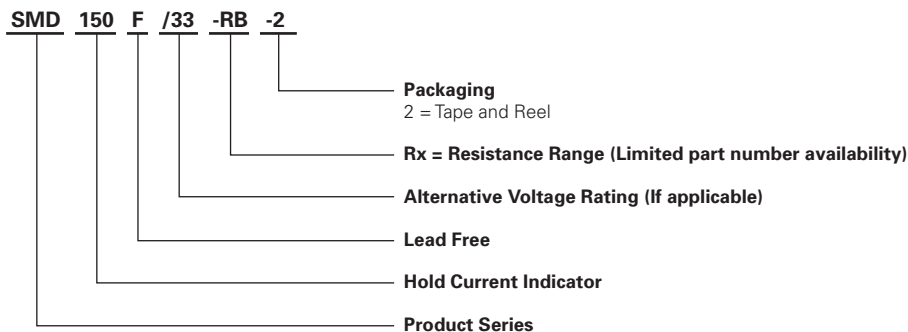 SMD 150 F /33 -RB -2
Packaging
2 = Tape and Reel
Rx = Resistance Range (Limited part number availability)
Alternative Voltage Rating (If applicable)
Lead Free
Hold Current Indicator
Product Series